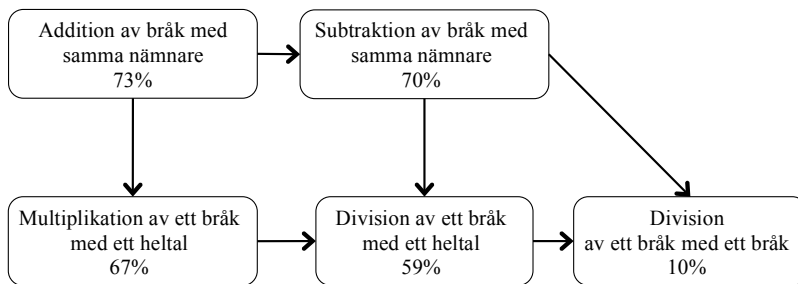 Addition av bråk med
samma nämnare
73%
Subtraktion av bråk med
samma nämnare
70%
Multiplikation av ett bråk
med ett heltal
67%
Division av ett bråk
med ett heltal
59%
Division
av ett bråk med ett bråk
10%